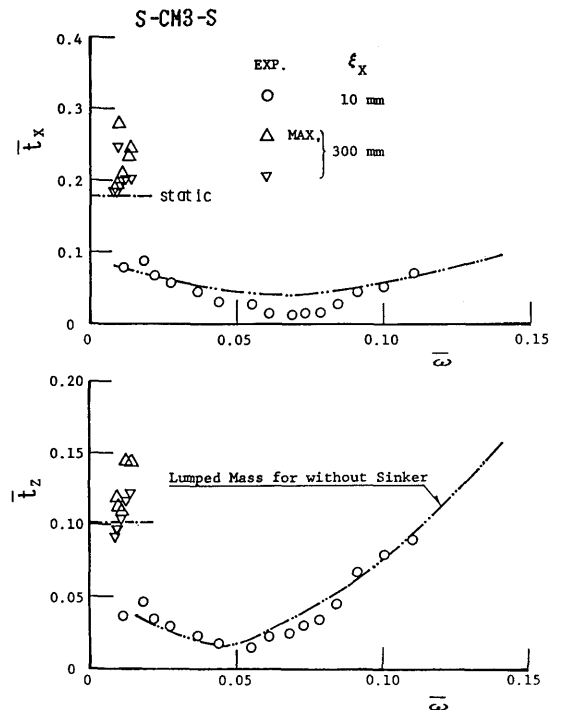 S-CM3-S
0.4
EXP. ξX
10 mm
0.3
t̅X
MAX.
300 mm
0.2
static
0.1
0
0 0.05 0.10 0.15
ω̅
0.20
0.15
t̅Z
Lumped Mass for without Sinker
0.10
0.05
0
0 0.05 0.10 0.15
ω̅